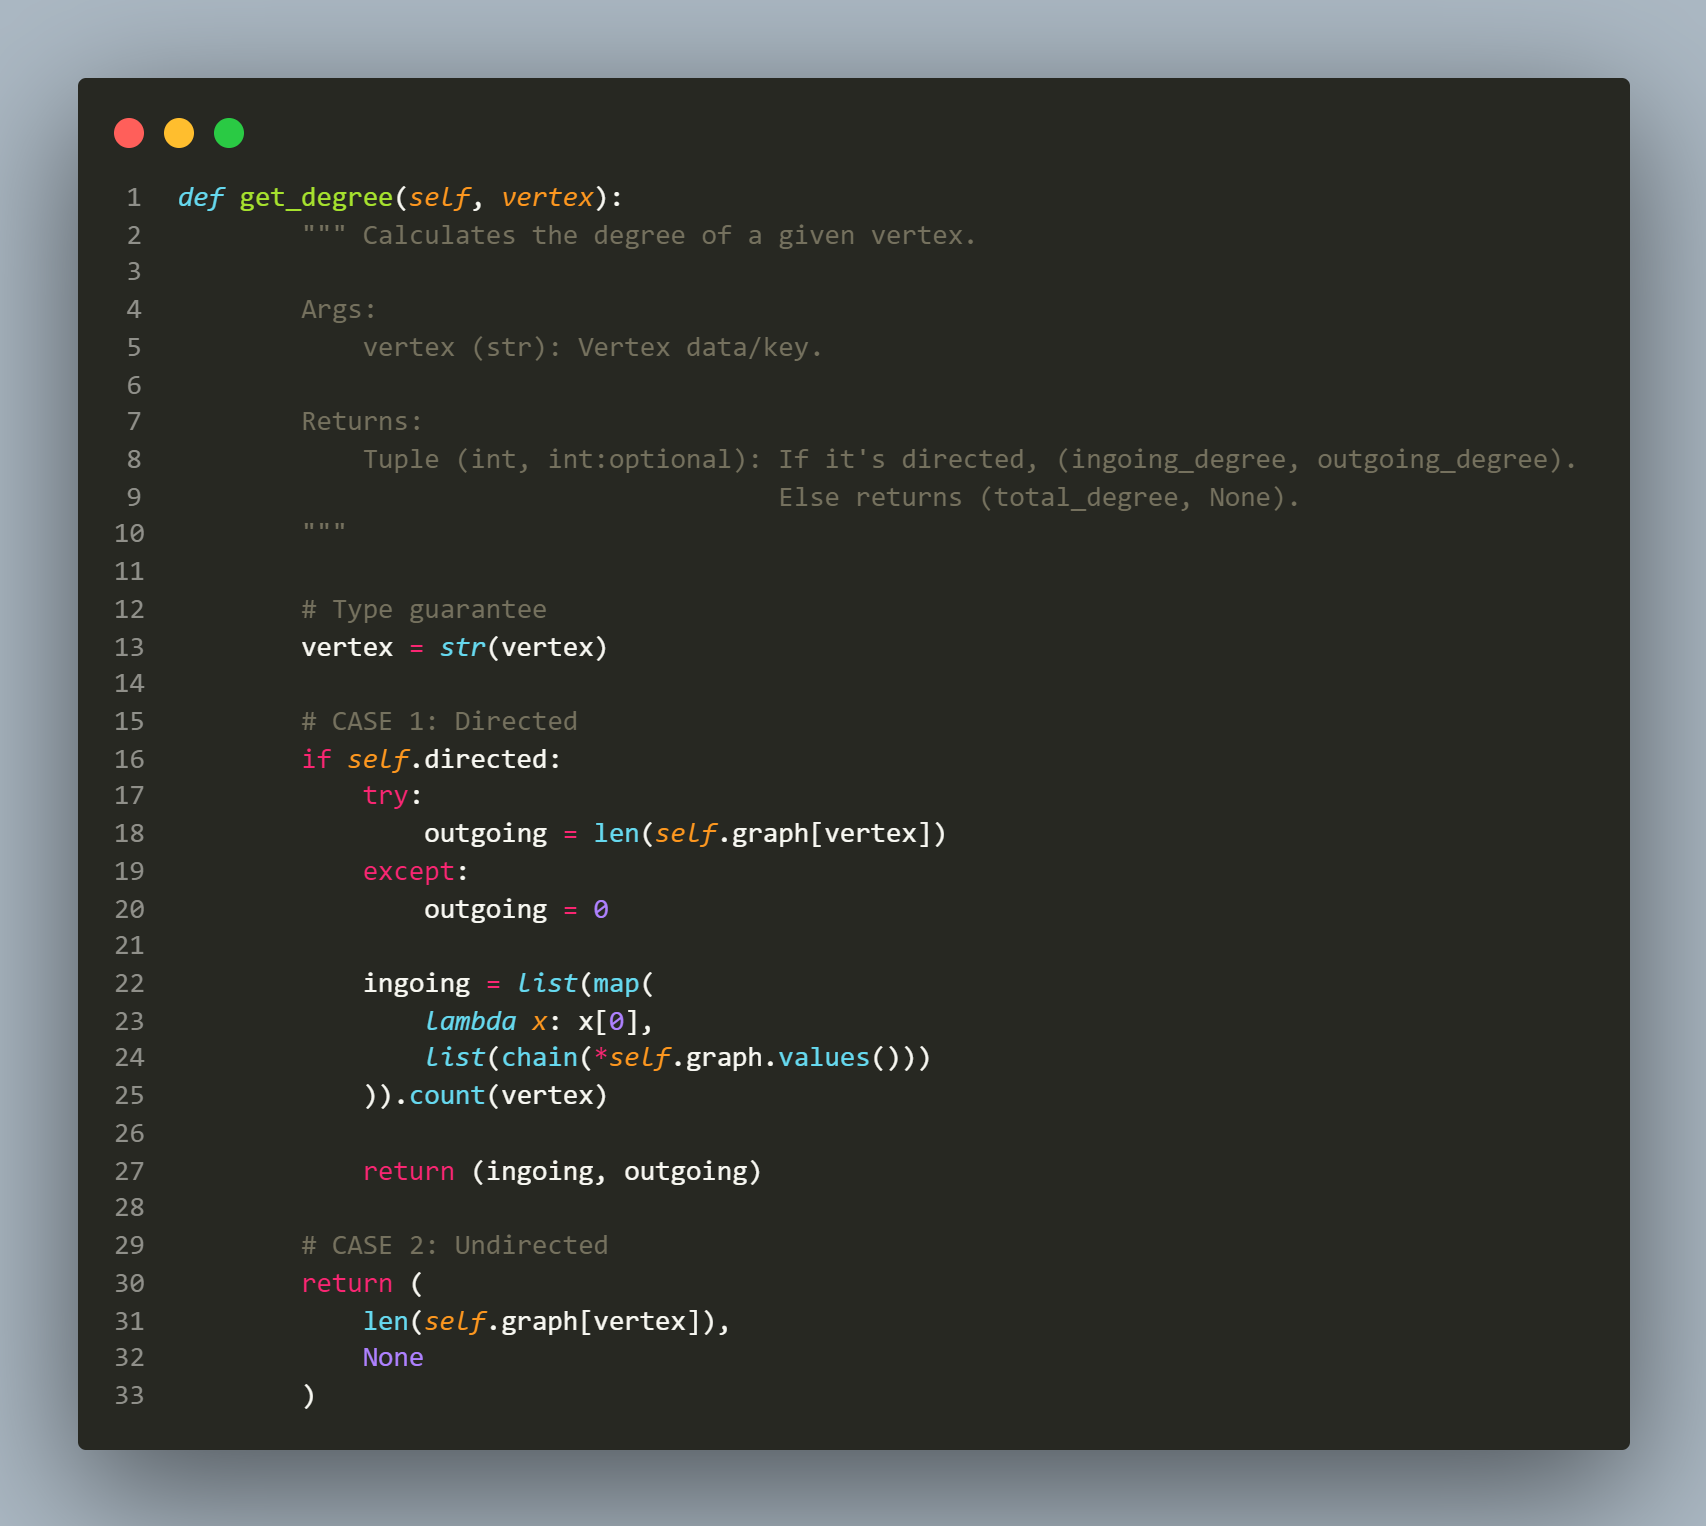 1 def get_degree(self, vertex):
2         """ Calculates the degree of a given vertex.
3
4         Args:
5             vertex (str): Vertex data/key.
6
7         Returns:
8             Tuple (int, int:optional): If it's directed, (ingoing_degree, outgoing_degree).
9                                        Else returns (total_degree, None).
10         """
11
12         # Type guarantee
13         vertex = str(vertex)
14
15         # CASE 1: Directed
16         if self.directed:
17             try:
18                 outgoing = len(self.graph[vertex])
19             except:
20                 outgoing = 0
21
22             ingoing = list(map(
23                 lambda x: x[0],
24                 list(chain(*self.graph.values()))
25             )).count(vertex)
26
27             return (ingoing, outgoing)
28
29         # CASE 2: Undirected
30         return (
31             len(self.graph[vertex]),
32             None
33         )